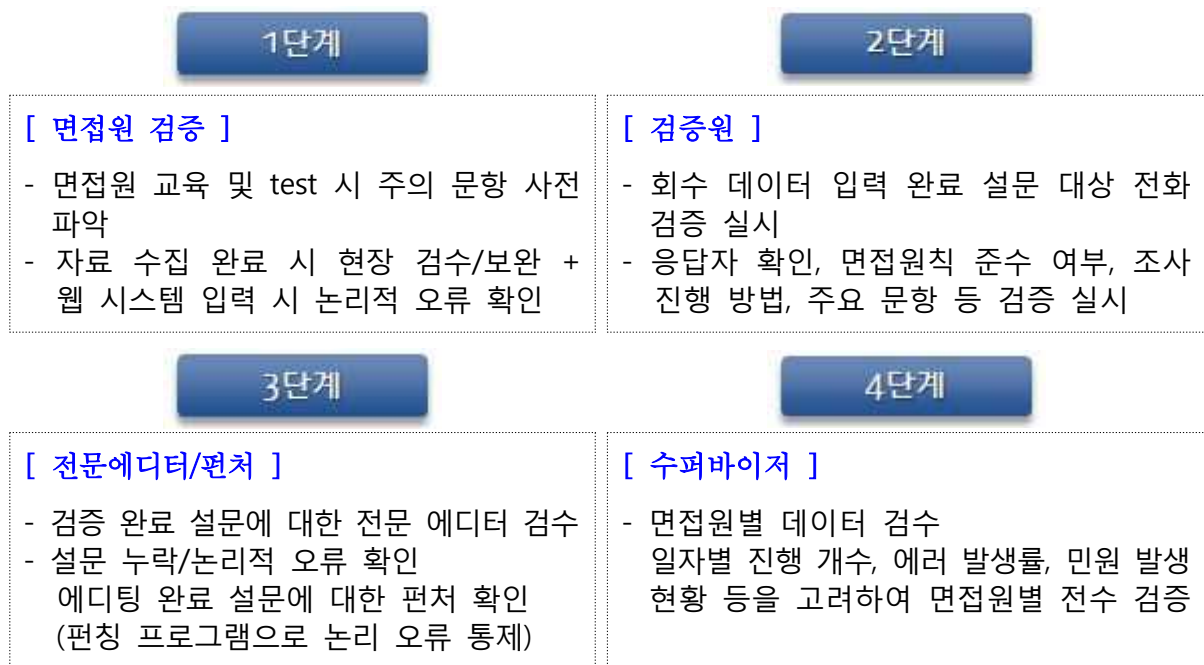 1단계
[ 면접원 검증 ]
- 면접원 교육 및 test 시 주의 문항 사전
파악
- 자료 수집 완료 시 현장 검수/보완 +
웹 시스템 입력 시 논리적 오류 확인
2단계
[ 검증원 ]
- 회수 데이터 입력 완료 설문 대상 전화
검증 실시
- 응답자 확인, 면접원칙 준수 여부, 조사
진행 방법, 주요 문항 등 검증 실시
3단계
[ 전문에디터/펀처 ]
- 검증 완료 설문에 대한 전문 에디터 검수
- 설문 누락/논리적 오류 확인
에디팅 완료 설문에 대한 펀처 확인
(펀칭 프로그램으로 논리 오류 통제)
4단계
[ 수퍼바이저 ]
- 면접원별 데이터 검수
일자별 진행 개수, 에러 발생률, 민원 발생
현황 등을 고려하여 면접원별 전수 검증